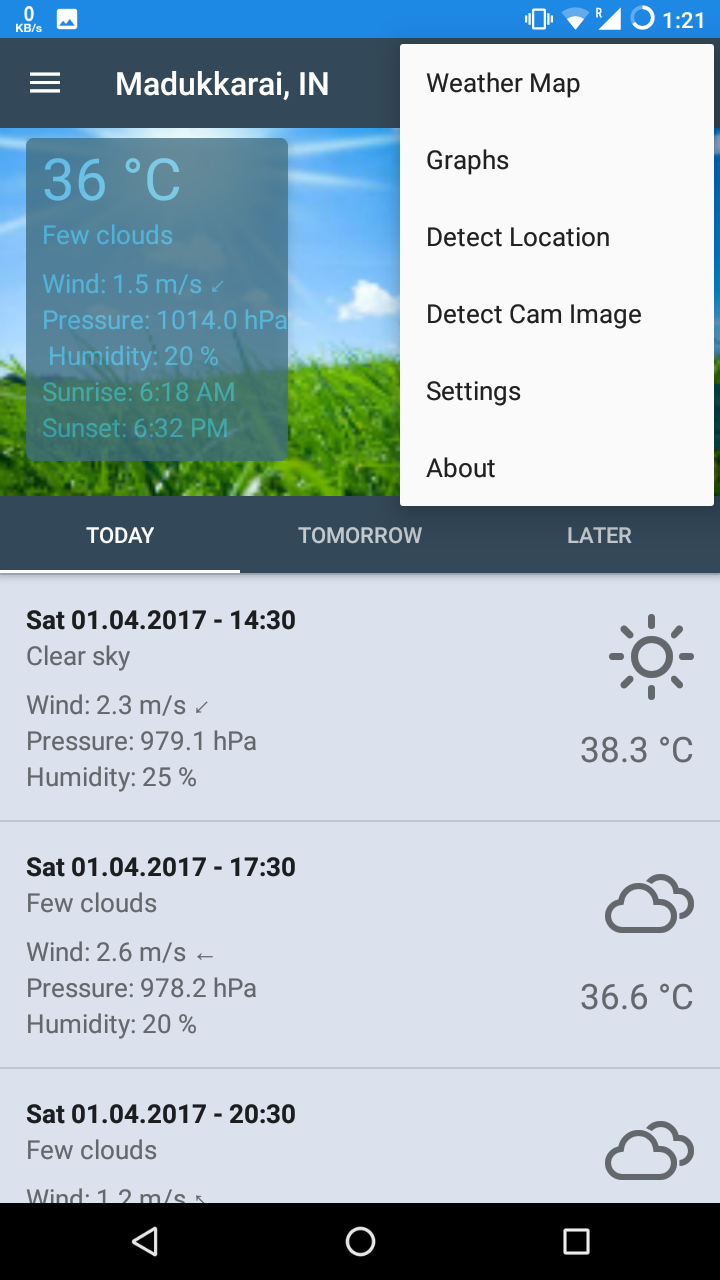 0
KB/s
R
1:21
Madukkarai, IN
Weather Map
Graphs
Detect Location
Detect Cam Image
Settings
About
36 °C
Few clouds
Wind: 1.5 m/s ↙
Pressure: 1014.0 hPa
Humidity: 20 %
Sunrise: 6:18 AM
Sunset: 6:32 PM
TODAY TOMORROW LATER
Sat 01.04.2017 - 14:30
Clear sky
Wind: 2.3 m/s ↙
Pressure: 979.1 hPa
Humidity: 25 %
38.3 °C
Sat 01.04.2017 - 17:30
Few clouds
Wind: 2.6 m/s ←
Pressure: 978.2 hPa
Humidity: 20 %
36.6 °C
Sat 01.04.2017 - 20:30
Few clouds
Wind: 1.2 m/s ↖